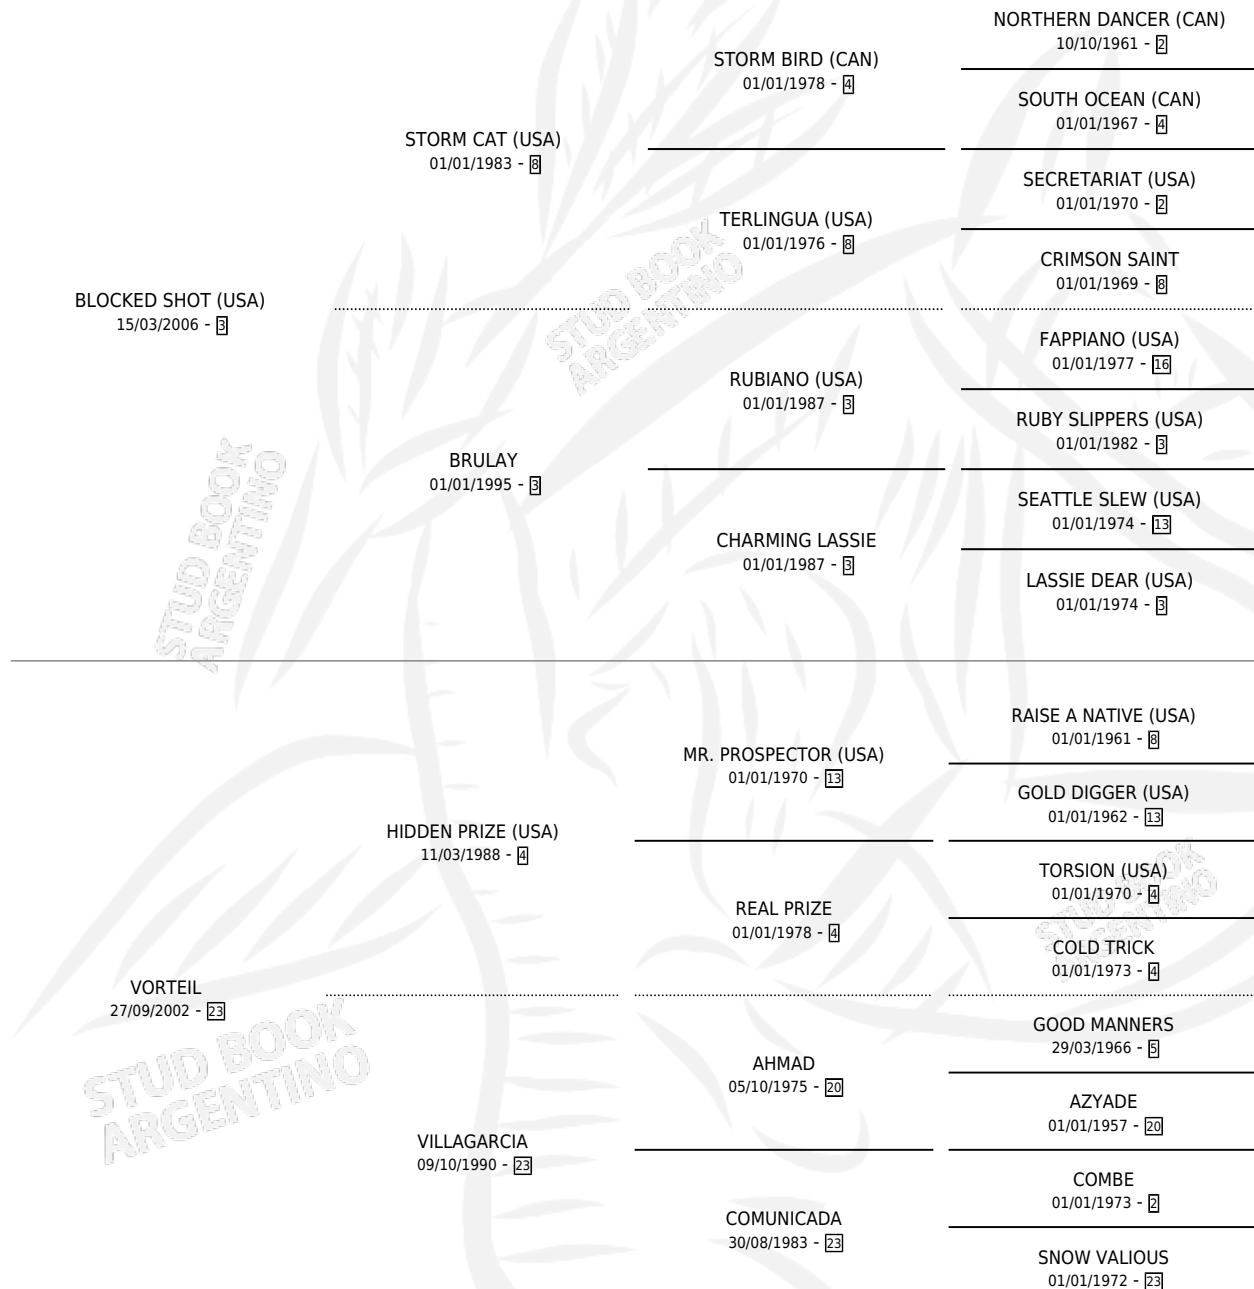 NORTHERN DANCER (CAN)
10/10/1961 - 2
STORM BIRD (CAN)
01/01/1978 - 4
SOUTH OCEAN (CAN)
01/01/1967 - 4
STORM CAT (USA)
01/01/1983 - 8
SECRETARIAT (USA)
01/01/1970 - 2
TERLINGUA (USA)
01/01/1976 - 8
CRIMSON SAINT
01/01/1969 - 8
BLOCKED SHOT (USA)
15/03/2006 - 3
FAPPIANO (USA)
01/01/1977 - 16
RUBIANO (USA)
01/01/1987 - 3
RUBY SLIPPERS (USA)
01/01/1982 - 3
BRULAY
01/01/1995 - 3
SEATTLE SLEW (USA)
01/01/1974 - 13
CHARMING LASSIE
01/01/1987 - 3
LASSIE DEAR (USA)
01/01/1974 - 3
RAISE A NATIVE (USA)
01/01/1961 - 8
MR. PROSPECTOR (USA)
01/01/1970 - 13
GOLD DIGGER (USA)
01/01/1962 - 13
HIDDEN PRIZE (USA)
11/03/1988 - 4
TORSION (USA)
01/01/1970 - 4
REAL PRIZE
01/01/1978 - 4
COLD TRICK
01/01/1973 - 4
VORTEIL
27/09/2002 - 23
GOOD MANNERS
29/03/1966 - 5
AHMAD
05/10/1975 - 20
AZYADE
01/01/1957 - 20
VILLAGARCIA
09/10/1990 - 23
COMBE
01/01/1973 - 2
COMUNICADA
30/08/1983 - 23
SNOW VALIOUS
01/01/1972 - 23
STUD BOOK
ARGENTINO
STUD BOOK
ARGENTINO
STUD BOOK
ARGENTINO
STUD BOOK
ARGENTINO